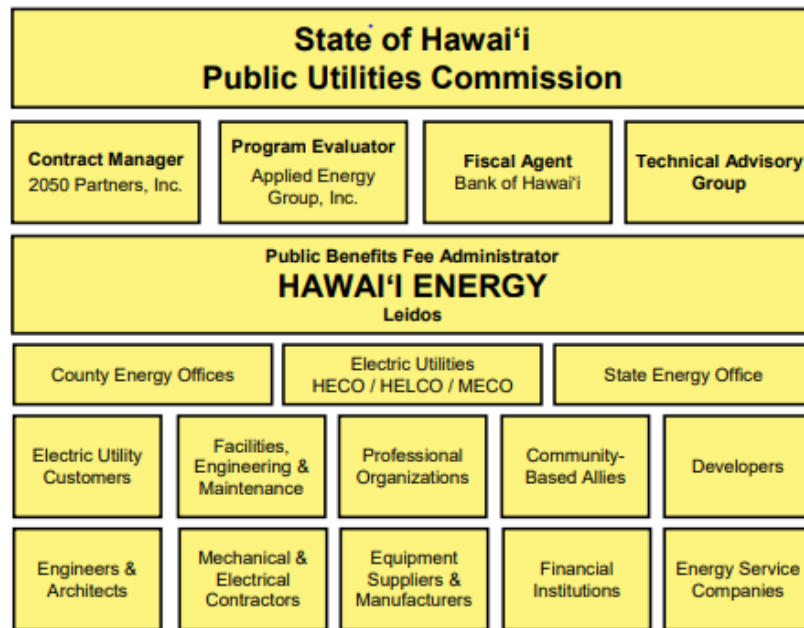 State of Hawaiʻi
Public Utilities Commission
Contract Manager
2050 Partners, Inc.
Program Evaluator
Applied Energy
Group, Inc.
Fiscal Agent
Bank of Hawaiʻi
Technical Advisory
Group
Public Benefits Fee Administrator
HAWAIʻI ENERGY
Leidos
County Energy Offices
Electric Utilities
HECO / HELCO / MECO
State Energy Office
Electric Utility
Customers
Facilities,
Engineering &
Maintenance
Professional
Organizations
Community-
Based Allies
Developers
Engineers &
Architects
Mechanical &
Electrical
Contractors
Equipment
Suppliers &
Manufacturers
Financial
Institutions
Energy Service
Companies